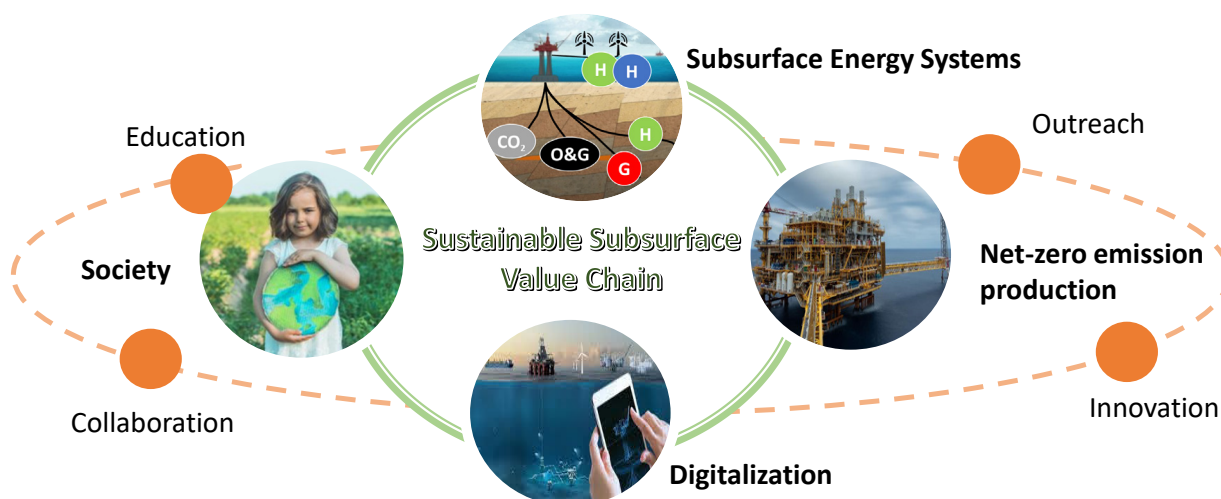 Subsurface Energy Systems
H
H
CO₂
O&G
H
G
Education
Outreach
Society
Sustainable Subsurface
Value Chain
Net-zero emission
production
Collaboration
Innovation
Digitalization